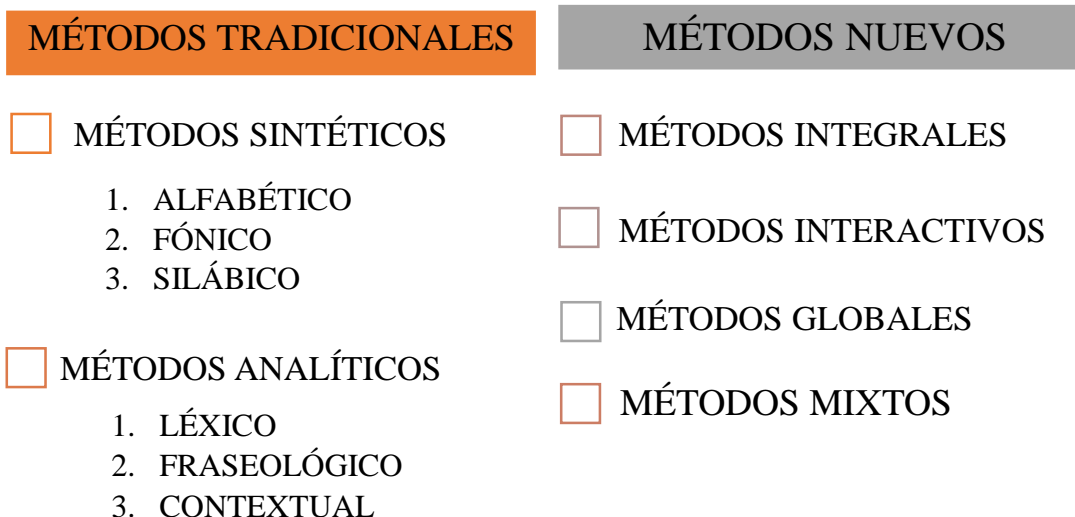 MÉTODOS TRADICIONALES
MÉTODOS SINTÉTICOS
1. ALFABÉTICO
2. FÓNICO
3. SILÁBICO
MÉTODOS ANALÍTICOS
1. LÉXICO
2. FRASEOLÓGICO
3. CONTEXTUAL
MÉTODOS NUEVOS
MÉTODOS INTEGRALES
MÉTODOS INTERACTIVOS
MÉTODOS GLOBALES
MÉTODOS MIXTOS